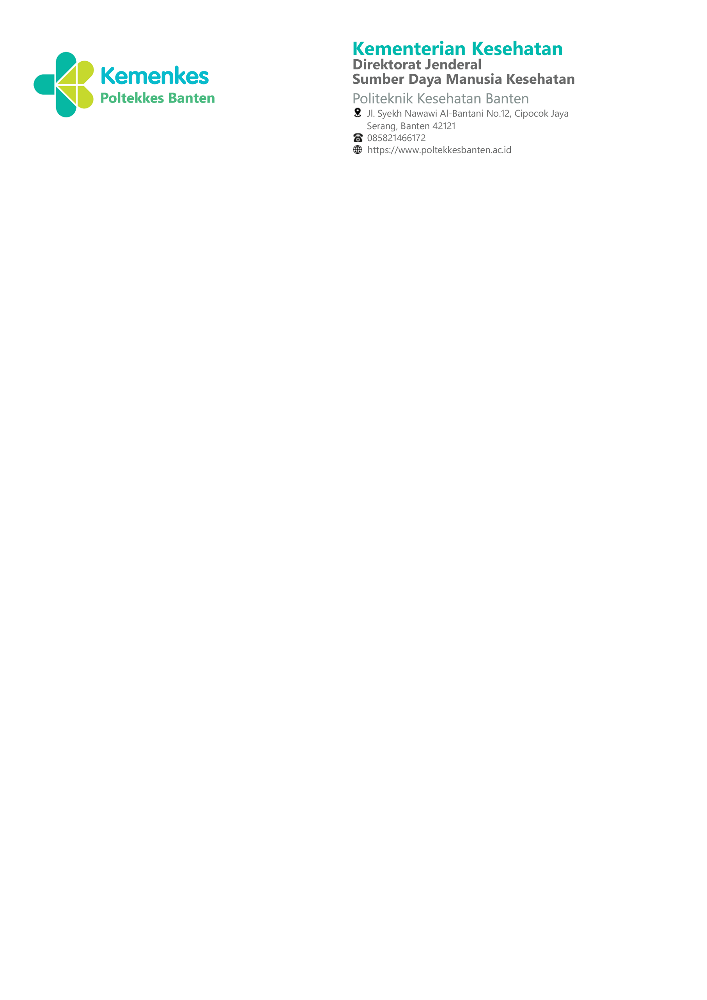 Kemenkes
Poltekkes Banten
Kementerian Kesehatan
Direktorat Jenderal
Sumber Daya Manusia Kesehatan
Politeknik Kesehatan Banten
Jl. Syekh Nawawi Al-Bantani No.12, Cipocok Jaya
Serang, Banten 42121
085821466172
https://www.poltekkesbanten.ac.id